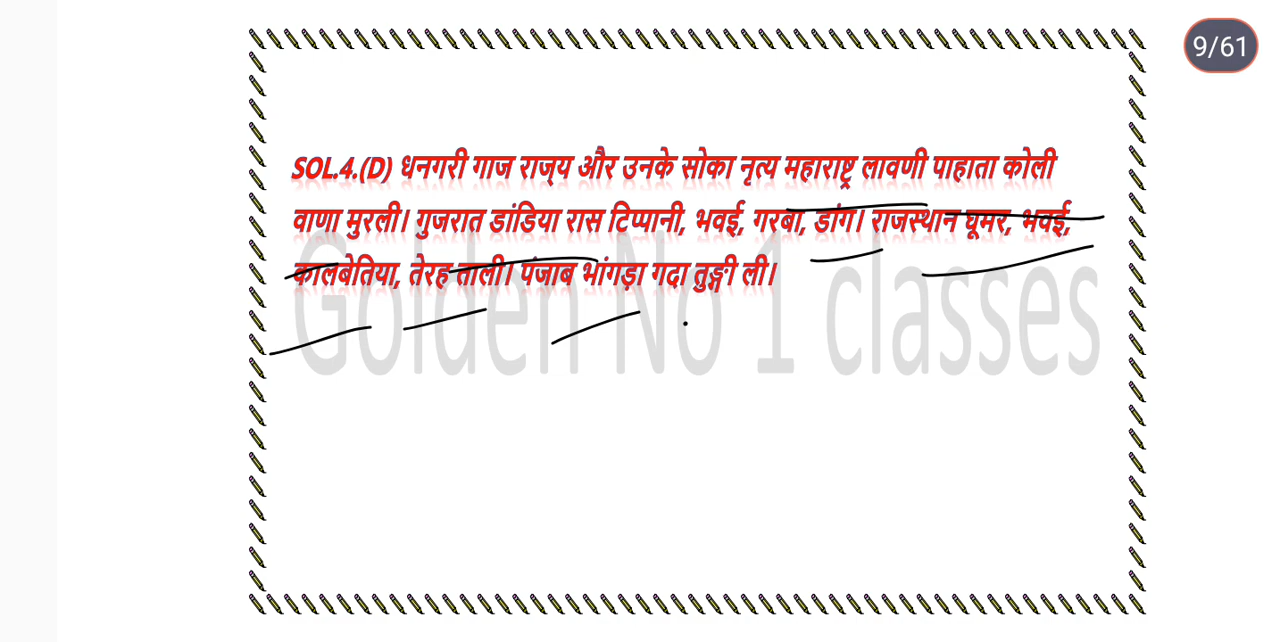 9/61
SOL.4.(D) धनगरी गाज राज्य और उनके सोका नृत्य महाराष्ट्र लावणी पाहाता कोली
वाणा मुरली। गुजरात डांडिया रास टिप्पानी, भवई, गरबा, डांग। राजस्थान घूमर, भवई,
कालबेतिया, तेरह ताली। पंजाब भांगड़ा गदा तुङ्गी ली।
Golden No 1 classes